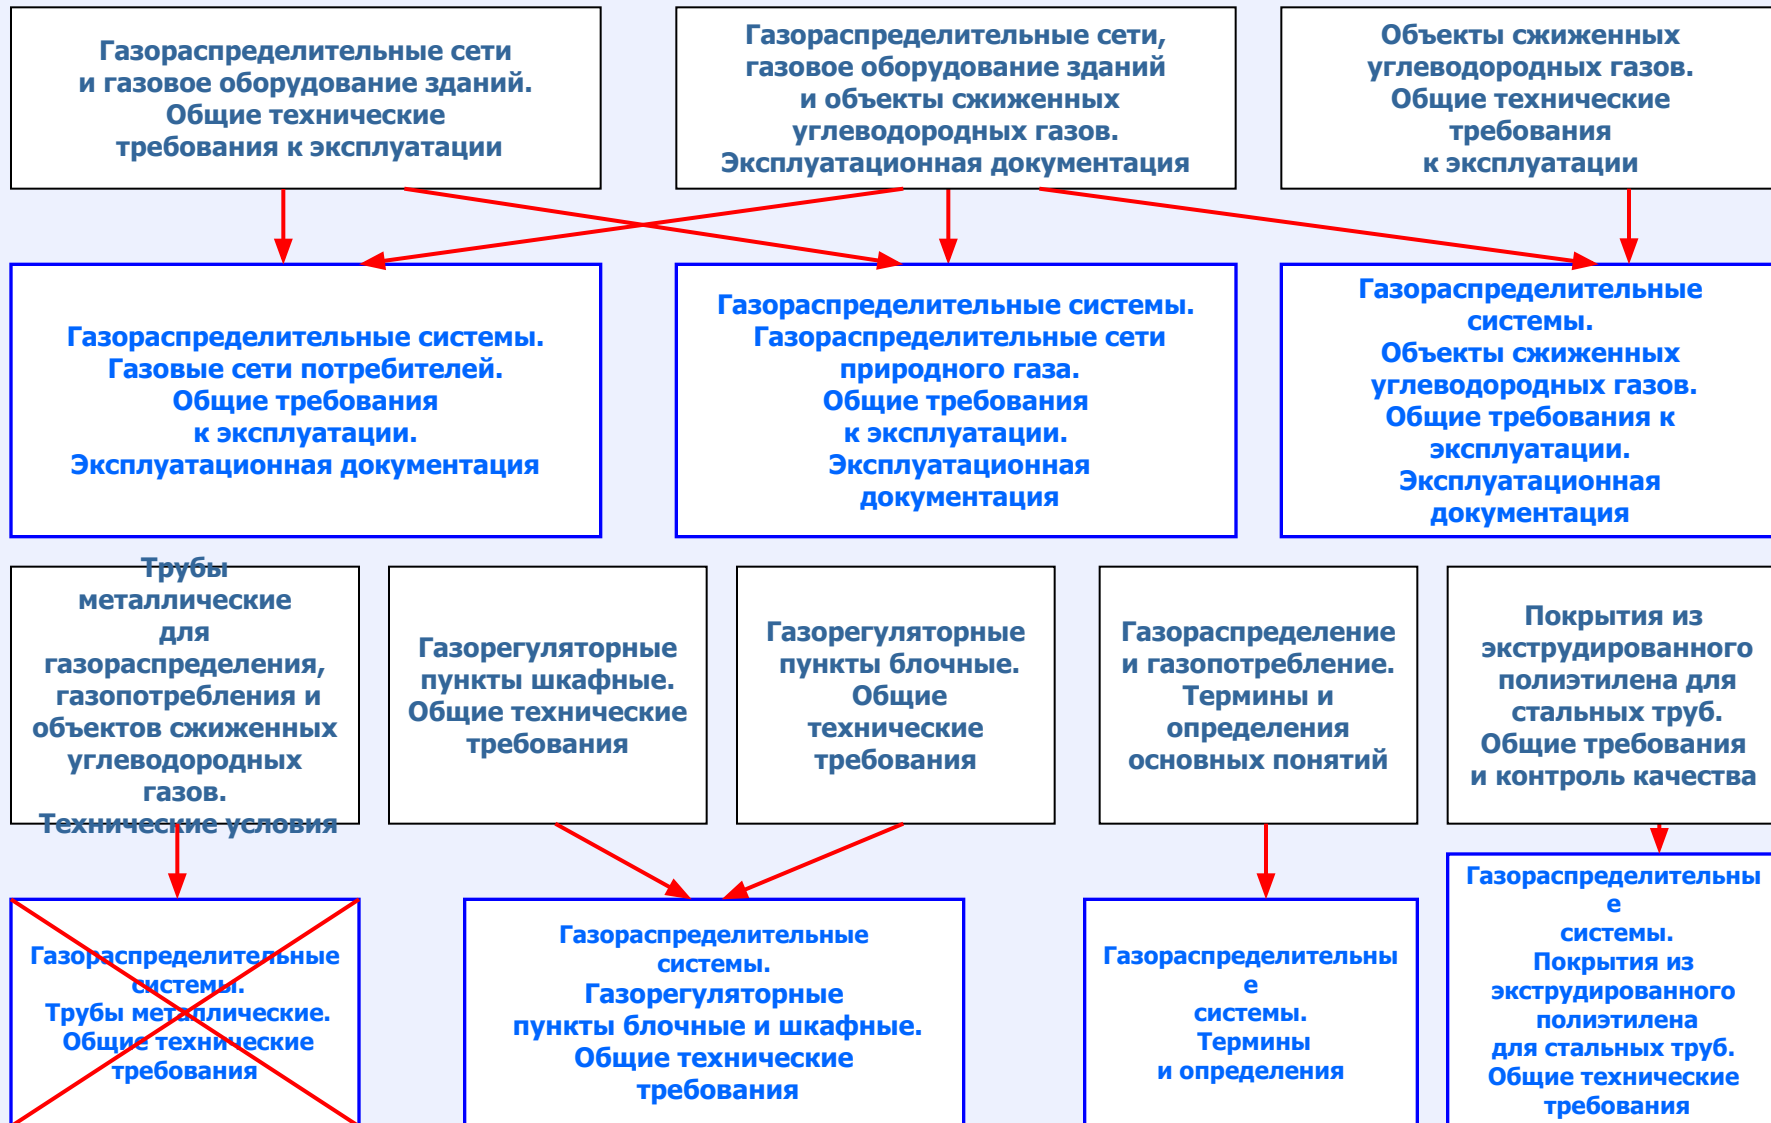 Газораспределительные сети
и газовое оборудование зданий.
Общие технические
требования к эксплуатации
Газораспределительные сети,
газовое оборудование зданий
и объекты сжиженных
углеводородных газов.
Эксплуатационная документация
Объекты сжиженных
углеводородных газов.
Общие технические
требования
к эксплуатации
Газораспределительные системы.
Газовые сети потребителей.
Общие требования
к эксплуатации.
Эксплуатационная документация
Газораспределительные системы.
Газораспределительные сети
природного газа.
Общие требования
к эксплуатации.
Эксплуатационная
документация
Газораспределительные
системы.
Объекты сжиженных
углеводородных газов.
Общие требования к
эксплуатации.
Эксплуатационная
документация
Трубы
металлические
для
газораспределения,
газопотребления и
объектов сжиженных
углеводородных
газов.
Технические условия
Газорегуляторные
пункты шкафные.
Общие технические
требования
Газорегуляторные
пункты блочные.
Общие
технические
требования
Газораспределение
и газопотребление.
Термины и
определения
основных понятий
Покрытия из
экструдированного
полиэтилена для
стальных труб.
Общие требования
и контроль качества
Газораспределительные
системы.
Трубы металлические.
Общие технические
требования
Газораспределительные
системы.
Газорегуляторные
пункты блочные и шкафные.
Общие технические
требования
Газораспределительны
е
системы.
Термины
и определения
Газораспределительны
е
системы.
Покрытия из
экструдированного
полиэтилена
для стальных труб.
Общие технические
требования